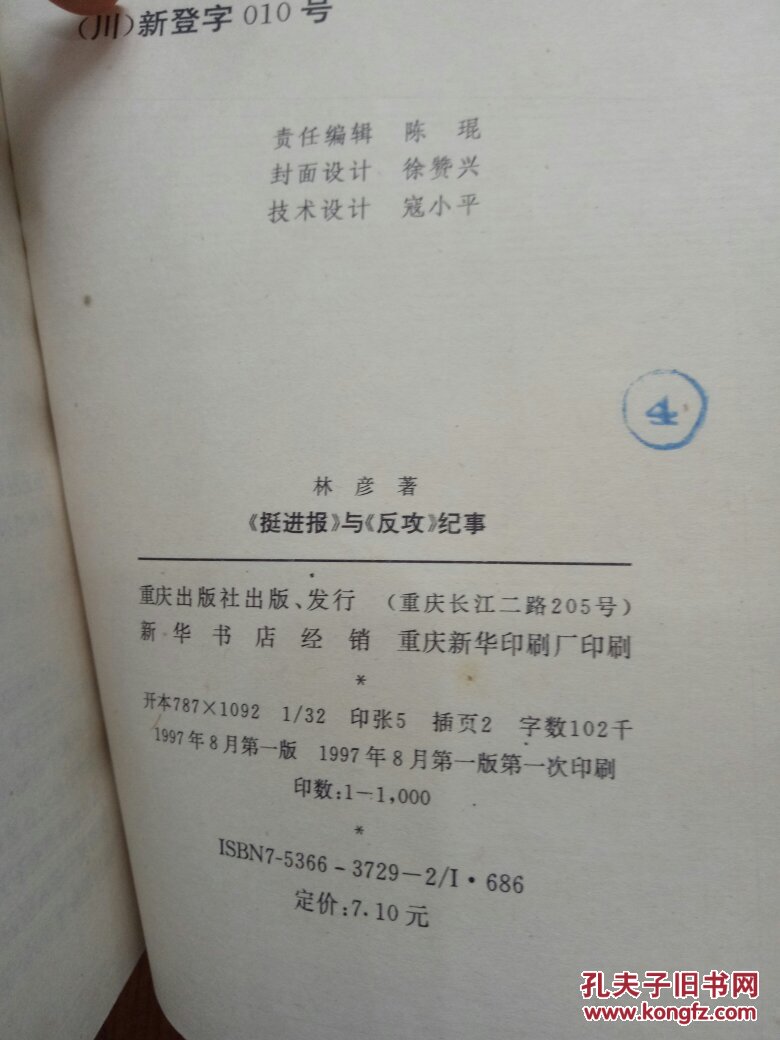 (川)新登字010号
责任编辑 陈 琨
封面设计 徐赞兴
技术设计 寇小平
4
林 彦 著
《挺进报》与《反攻》纪事
重庆出版社出版、发行 (重庆长江二路205号)
新华书店经销 重庆新华印刷厂印刷
*
开本787×1092 1/32 印张5 插页2 字数102千
1997年8月第一版 1997年8月第一版第一次印刷
印数:1—1,000
*
ISBN7-5366-3729-2/I·686
定价:7.10元
孔夫子旧书网
www.kongfz.com